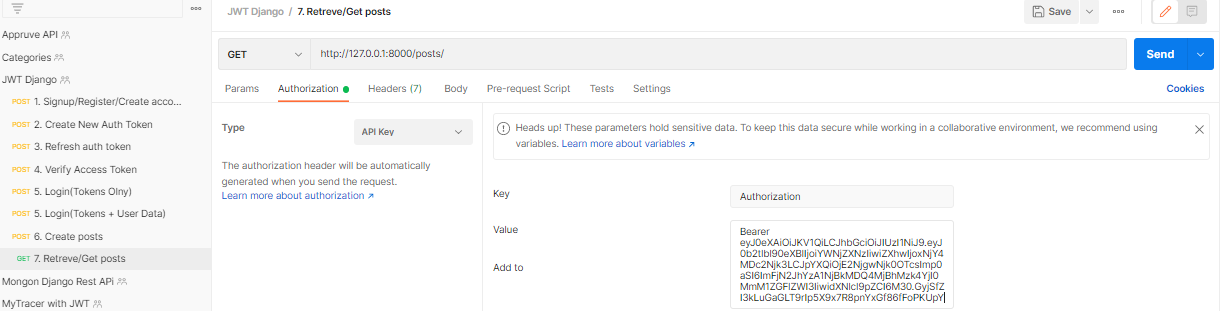 JWT Django / 7. Retreve/Get posts
Save
Appruve API
Categories
JWT Django
POST 1. Signup/Register/Create acco...
POST 2. Create New Auth Token
POST 3. Refresh auth token
POST 4. Verify Access Token
POST 5. Login(Tokens Olny)
POST 5. Login(Tokens + User Data)
POST 6. Create posts
GET 7. Retreve/Get posts
Mongon Django Rest APi
MyTracer with JWT
GET
http://127.0.0.1:8000/posts/
Send
Params Authorization Headers (7) Body Pre-request Script Tests Settings
Cookies
Type
API Key
The authorization header will be automatically
generated when you send the request.
Learn more about authorization ↗
Heads up! These parameters hold sensitive data. To keep this data secure while working in a collaborative environment, we recommend using
variables. Learn more about variables ↗
Key
Authorization
Value
Bearer
Add to